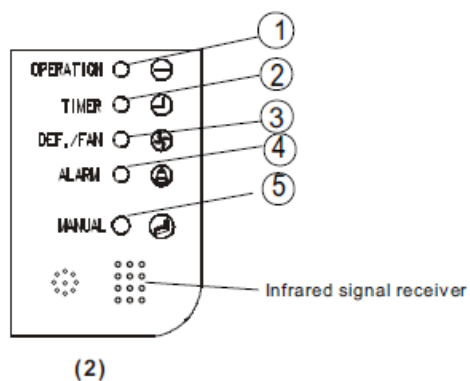 1
OPERATION
2
TIMER
3
DEF./FAN
4
ALARM
5
MANUAL
Infrared signal receiver
(2)